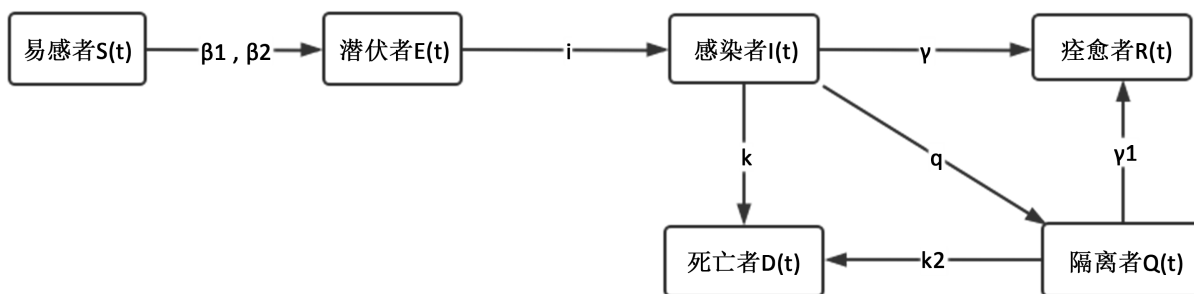 易感者S(t)
β1 , β2
潜伏者E(t)
i
感染者I(t)
γ
痊愈者R(t)
k
q
γ1
死亡者D(t)
k2
隔离者Q(t)